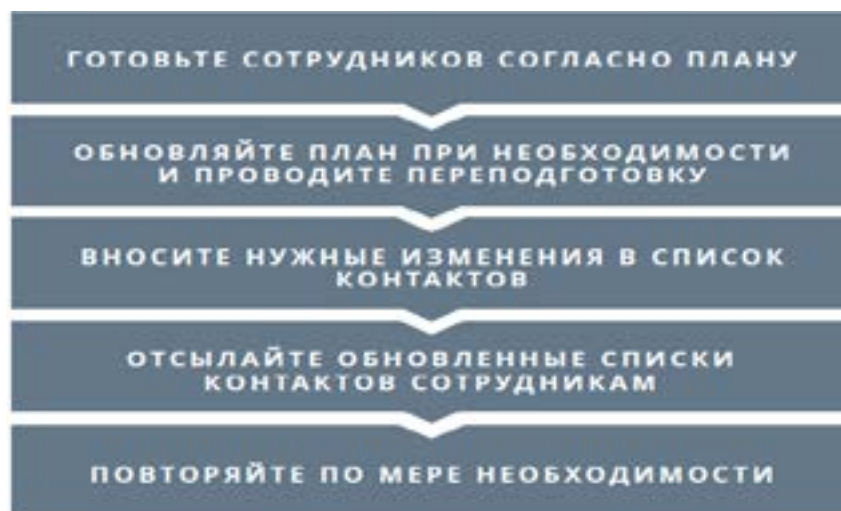 ГОТОВЬТЕ СОТРУДНИКОВ СОГЛАСНО ПЛАНУ
ОБНОВЛЯЙТЕ ПЛАН ПРИ НЕОБХОДИМОСТИ
И ПРОВОДИТЕ ПЕРЕПОДГОТОВКУ
ВНОСИТЕ НУЖНЫЕ ИЗМЕНЕНИЯ В СПИСОК
КОНТАКТОВ
ОТСЫЛАЙТЕ ОБНОВЛЕННЫЕ СПИСКИ
КОНТАКТОВ СОТРУДНИКАМ
ПОВТОРЯЙТЕ ПО МЕРЕ НЕОБХОДИМОСТИ